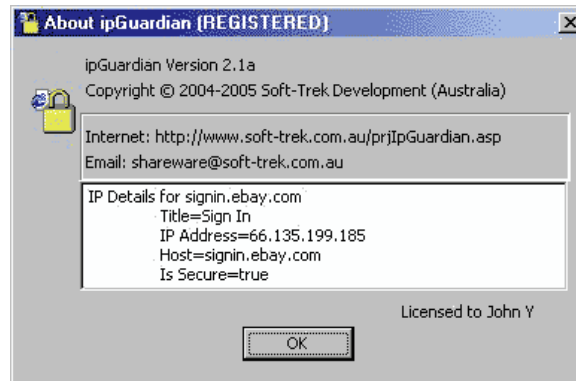 About ipGuardian (REGISTERED)
ipGuardian Version 2.1a
Copyright © 2004-2005 Soft-Trek Development (Australia)
Internet: http://www.soft-trek.com.au/prjIpGuardian.asp
Email: shareware@soft-trek.com.au
IP Details for signin.ebay.com
Title=Sign In
IP Address=66.135.199.185
Host=signin.ebay.com
Is Secure=true
Licensed to John Y
OK